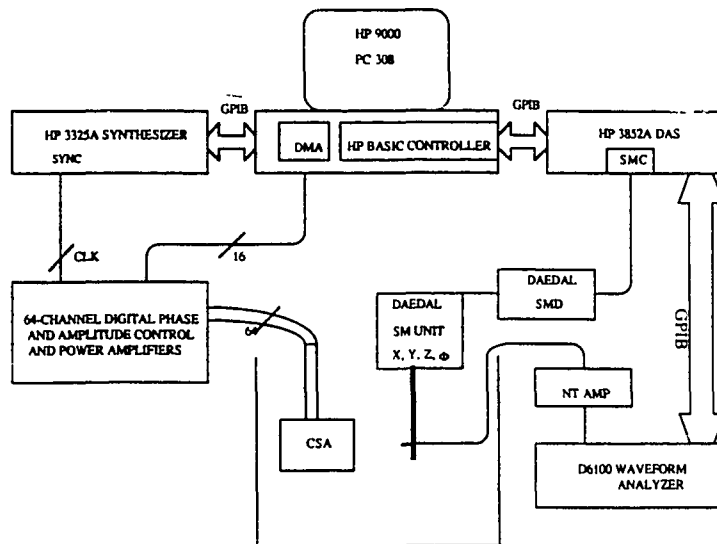 HP 9000
PC 308
GPIB
GPIB
HP 3325A SYNTHESIZER
SYNC
DMA
HP BASIC CONTROLLER
HP 3852A DAS
SMC
CLK
16
64-CHANNEL DIGITAL PHASE
AND AMPLITUDE CONTROL
AND POWER AMPLIFIERS
64
DAEDAL
SM UNIT
X, Y, Z, Φ
DAEDAL
SMD
GPIB
NT AMP
CSA
D6100 WAVEFORM
ANALYZER